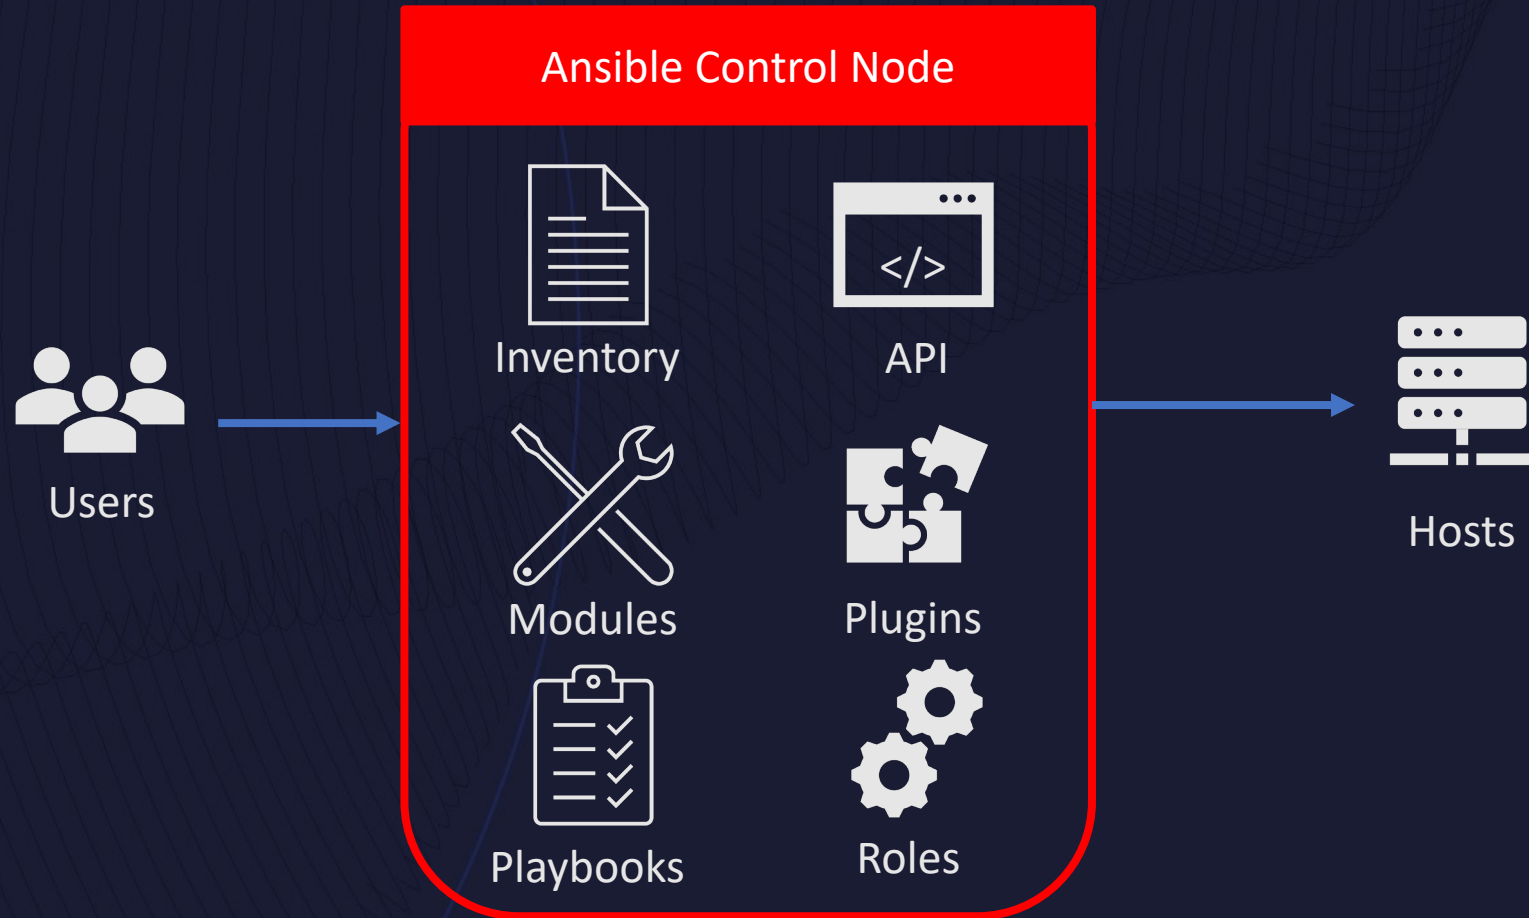 Ansible Control Node
Inventory
API
</>
Users
Modules
Plugins
Hosts
Playbooks
Roles